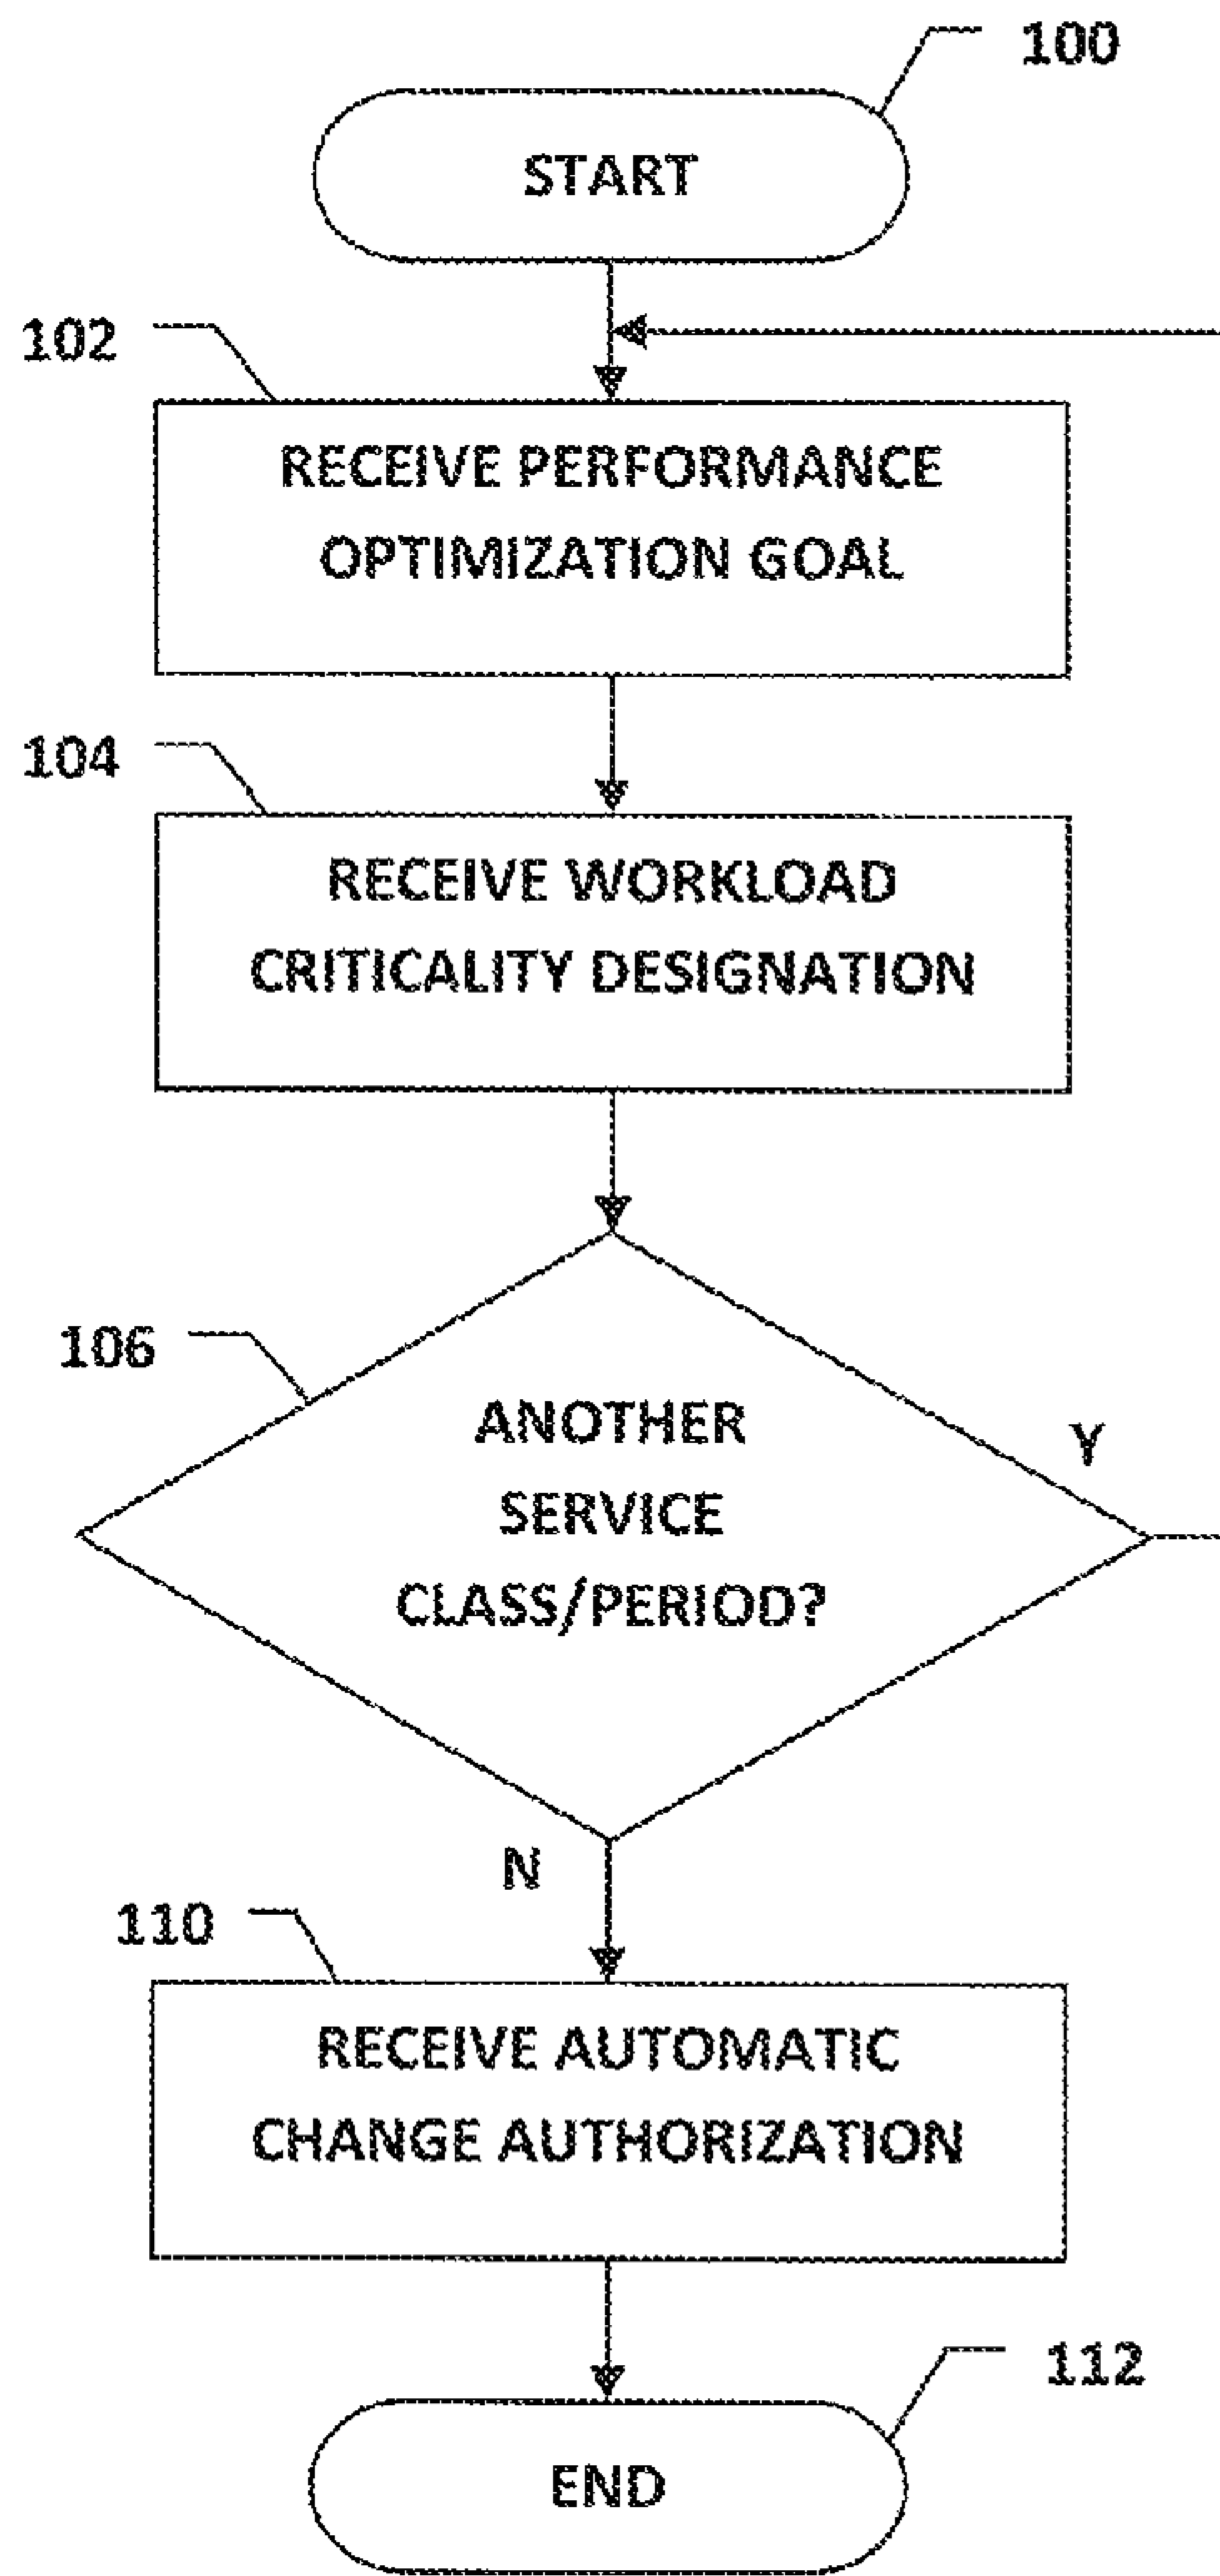 100
START
102
RECEIVE PERFORMANCE
OPTIMIZATION GOAL
104
RECEIVE WORKLOAD
CRITICALITY DESIGNATION
106
ANOTHER
SERVICE
CLASS/PERIOD?
Y
N
110
RECEIVE AUTOMATIC
CHANGE AUTHORIZATION
112
END